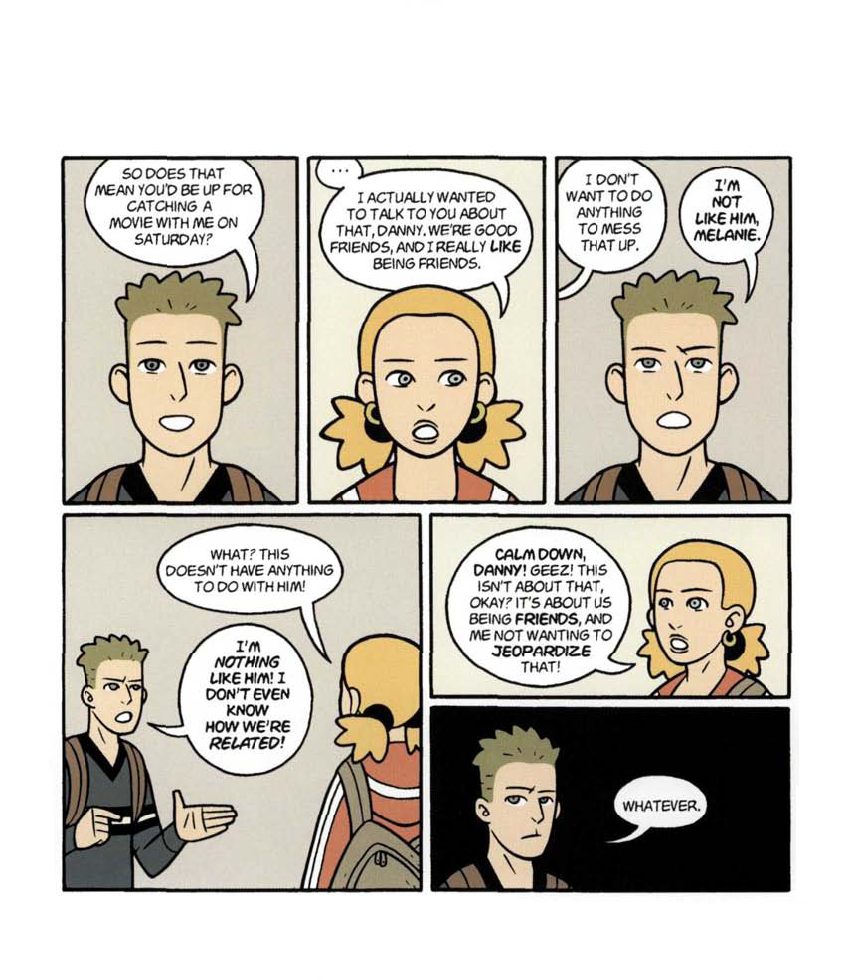 SO DOES THAT
MEAN YOU'D BE UP FOR
CATCHING A
MOVIE WITH ME ON
SATURDAY?
...
I ACTUALLY WANTED
TO TALK TO YOU ABOUT
THAT, DANNY. WE'RE GOOD
FRIENDS, AND I REALLY LIKE
BEING FRIENDS.
I DON'T
WANT TO DO
ANYTHING
TO MESS
THAT UP.
I'M
NOT
LIKE HIM,
MELANIE.
WHAT? THIS
DOESN'T HAVE ANYTHING
TO DO WITH HIM!
I'M
NOTHING
LIKE HIM! I
DON'T EVEN
KNOW
HOW WE'RE
RELATED!
CALM DOWN,
DANNY! GEEZ! THIS
ISN'T ABOUT THAT,
OKAY? IT'S ABOUT US
BEING FRIENDS, AND
ME NOT WANTING TO
JEOPARDIZE
THAT!
WHATEVER.